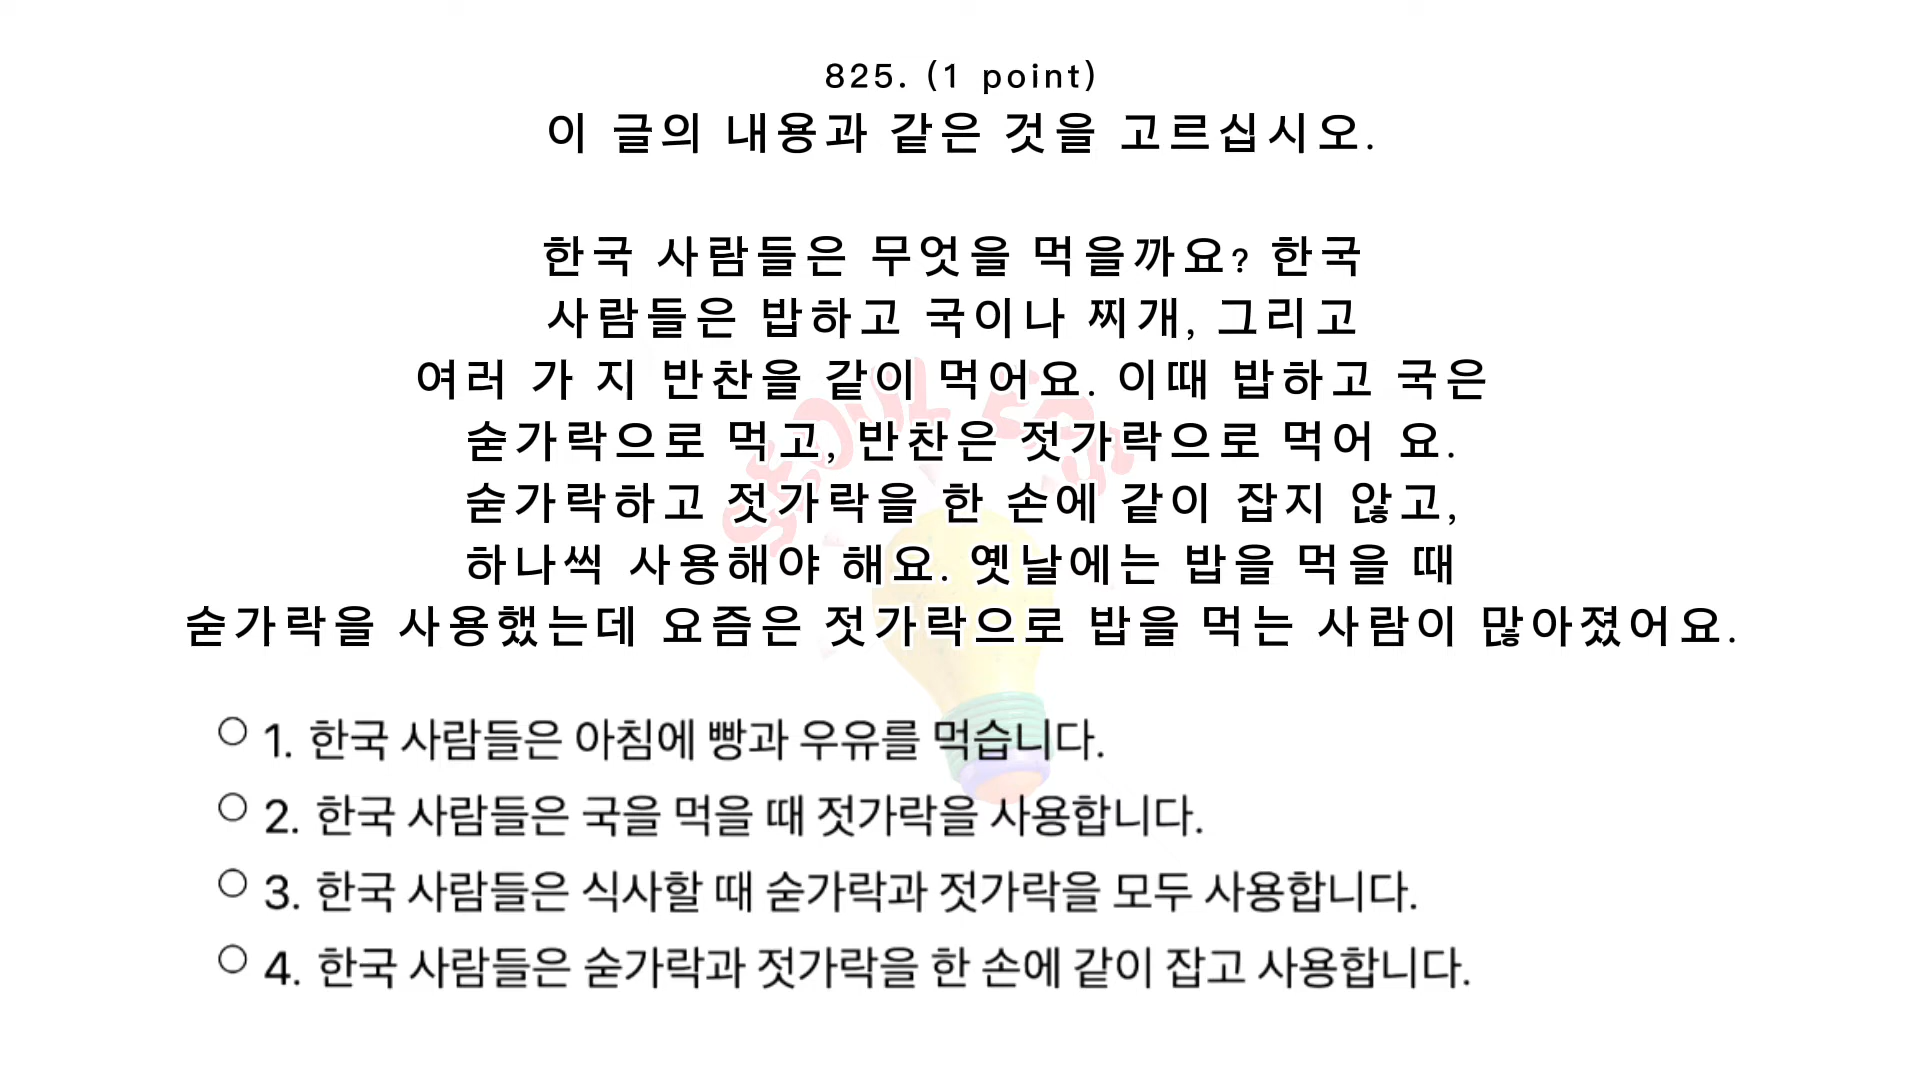 825. (1 point)
이 글의 내용과 같은 것을 고르십시오.
한국 사람들은 무엇을 먹을까요? 한국
사람들은 밥하고 국이나 찌개, 그리고
여러 가 지 반찬을 같이 먹어요. 이때 밥하고 국은
숟가락으로 먹고, 반찬은 젓가락으로 먹어 요.
숟가락하고 젓가락을 한 손에 같이 잡지 않고,
하나씩 사용해야 해요. 옛날에는 밥을 먹을 때
숟가락을 사용했는데 요즘은 젓가락으로 밥을 먹는 사람이 많아졌어요.
1. 한국 사람들은 아침에 빵과 우유를 먹습니다.
2. 한국 사람들은 국을 먹을 때 젓가락을 사용합니다.
3. 한국 사람들은 식사할 때 숟가락과 젓가락을 모두 사용합니다.
4. 한국 사람들은 숟가락과 젓가락을 한 손에 같이 잡고 사용합니다.